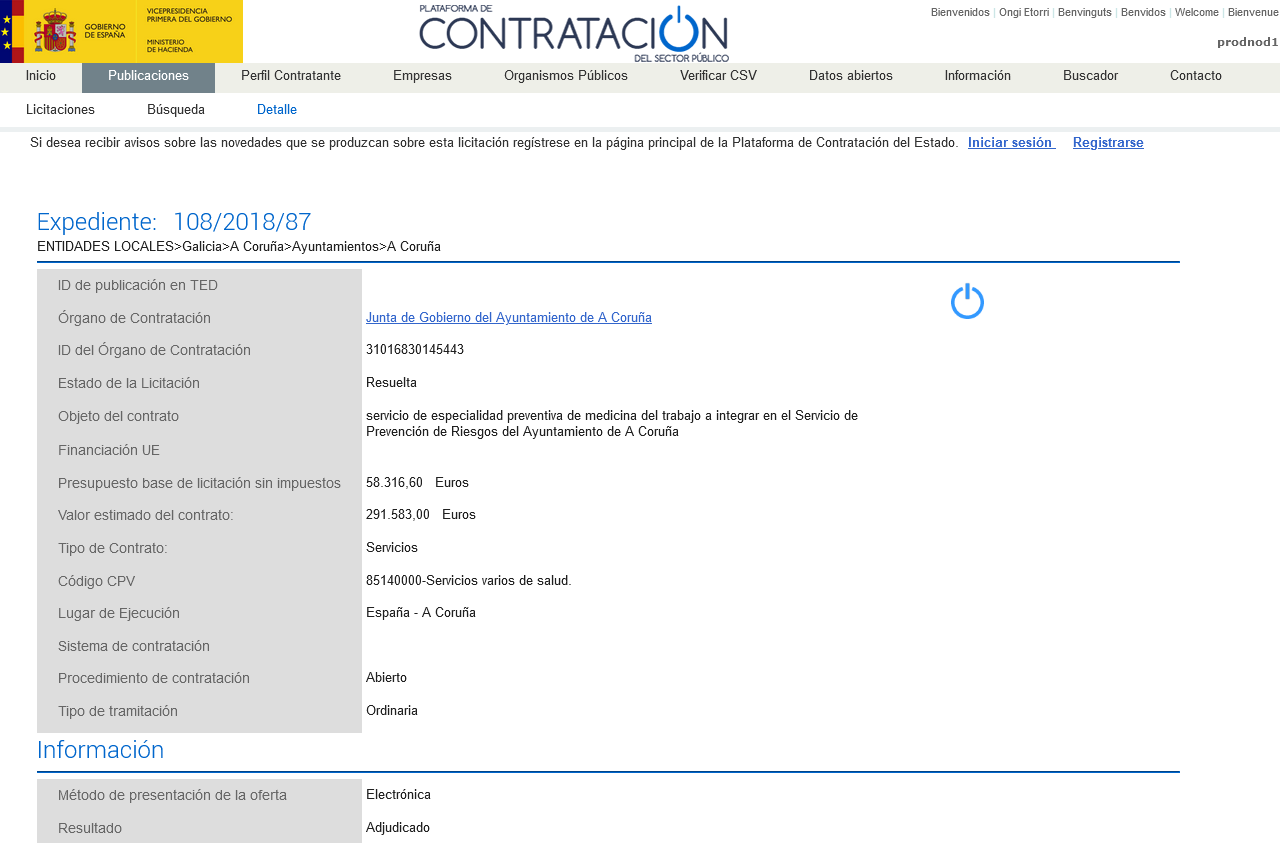 GOBIERNO
DE ESPAÑA
VICEPRESIDENCIA
PRIMERA DEL GOBIERNO
MINISTERIO
DE HACIENDA
PLATAFORMA DE
CONTRATACIÓN
DEL SECTOR PÚBLICO
Bienvenidos | Ongi Etorri | Benvinguts | Benvidos | Welcome | Bienvenue
prodnod1
Inicio Publicaciones Perfil Contratante Empresas Organismos Públicos Verificar CSV Datos abiertos Información Buscador Contacto
Licitaciones Búsqueda Detalle
Si desea recibir avisos sobre las novedades que se produzcan sobre esta licitación regístrese en la página principal de la Plataforma de Contratación del Estado. Iniciar sesión Registrarse
Expediente: 108/2018/87
ENTIDADES LOCALES>Galicia>A Coruña>Ayuntamientos>A Coruña
ID de publicación en TED
Órgano de Contratación Junta de Gobierno del Ayuntamiento de A Coruña
ID del Órgano de Contratación 31016830145443
Estado de la Licitación Resuelta
Objeto del contrato servicio de especialidad preventiva de medicina del trabajo a integrar en el Servicio de
Prevención de Riesgos del Ayuntamiento de A Coruña
Financiación UE
Presupuesto base de licitación sin impuestos 58.316,60 Euros
Valor estimado del contrato: 291.583,00 Euros
Tipo de Contrato: Servicios
Código CPV 85140000-Servicios varios de salud.
Lugar de Ejecución España - A Coruña
Sistema de contratación
Procedimiento de contratación Abierto
Tipo de tramitación Ordinaria
Información
Método de presentación de la oferta Electrónica
Resultado Adjudicado